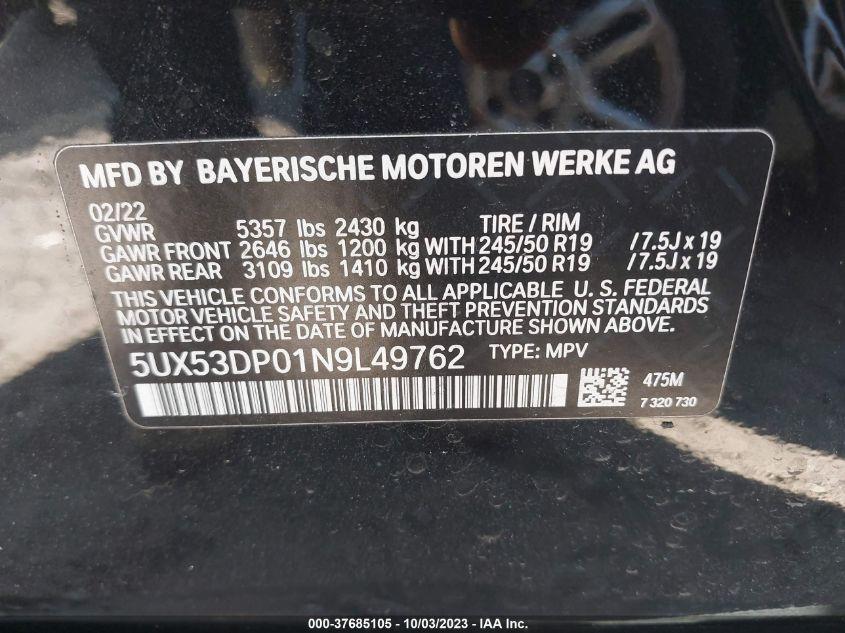 MFD BY BAYERISCHE MOTOREN WERKE AG
02/22
GVWR 5357 lbs 2430 kg TIRE / RIM
GAWR FRONT 2646 lbs 1200 kg WITH 245/50 R19 /7.5J x 19
GAWR REAR 3109 lbs 1410 kg WITH 245/50 R19 /7.5J x 19
THIS VEHICLE CONFORMS TO ALL APPLICABLE U. S. FEDERAL
MOTOR VEHICLE SAFETY AND THEFT PREVENTION STANDARDS
IN EFFECT ON THE DATE OF MANUFACTURE SHOWN ABOVE.
5UX53DP01N9L49762 TYPE: MPV
475M
7 320 730
000-37685105 - 10/03/2023 - IAA Inc.